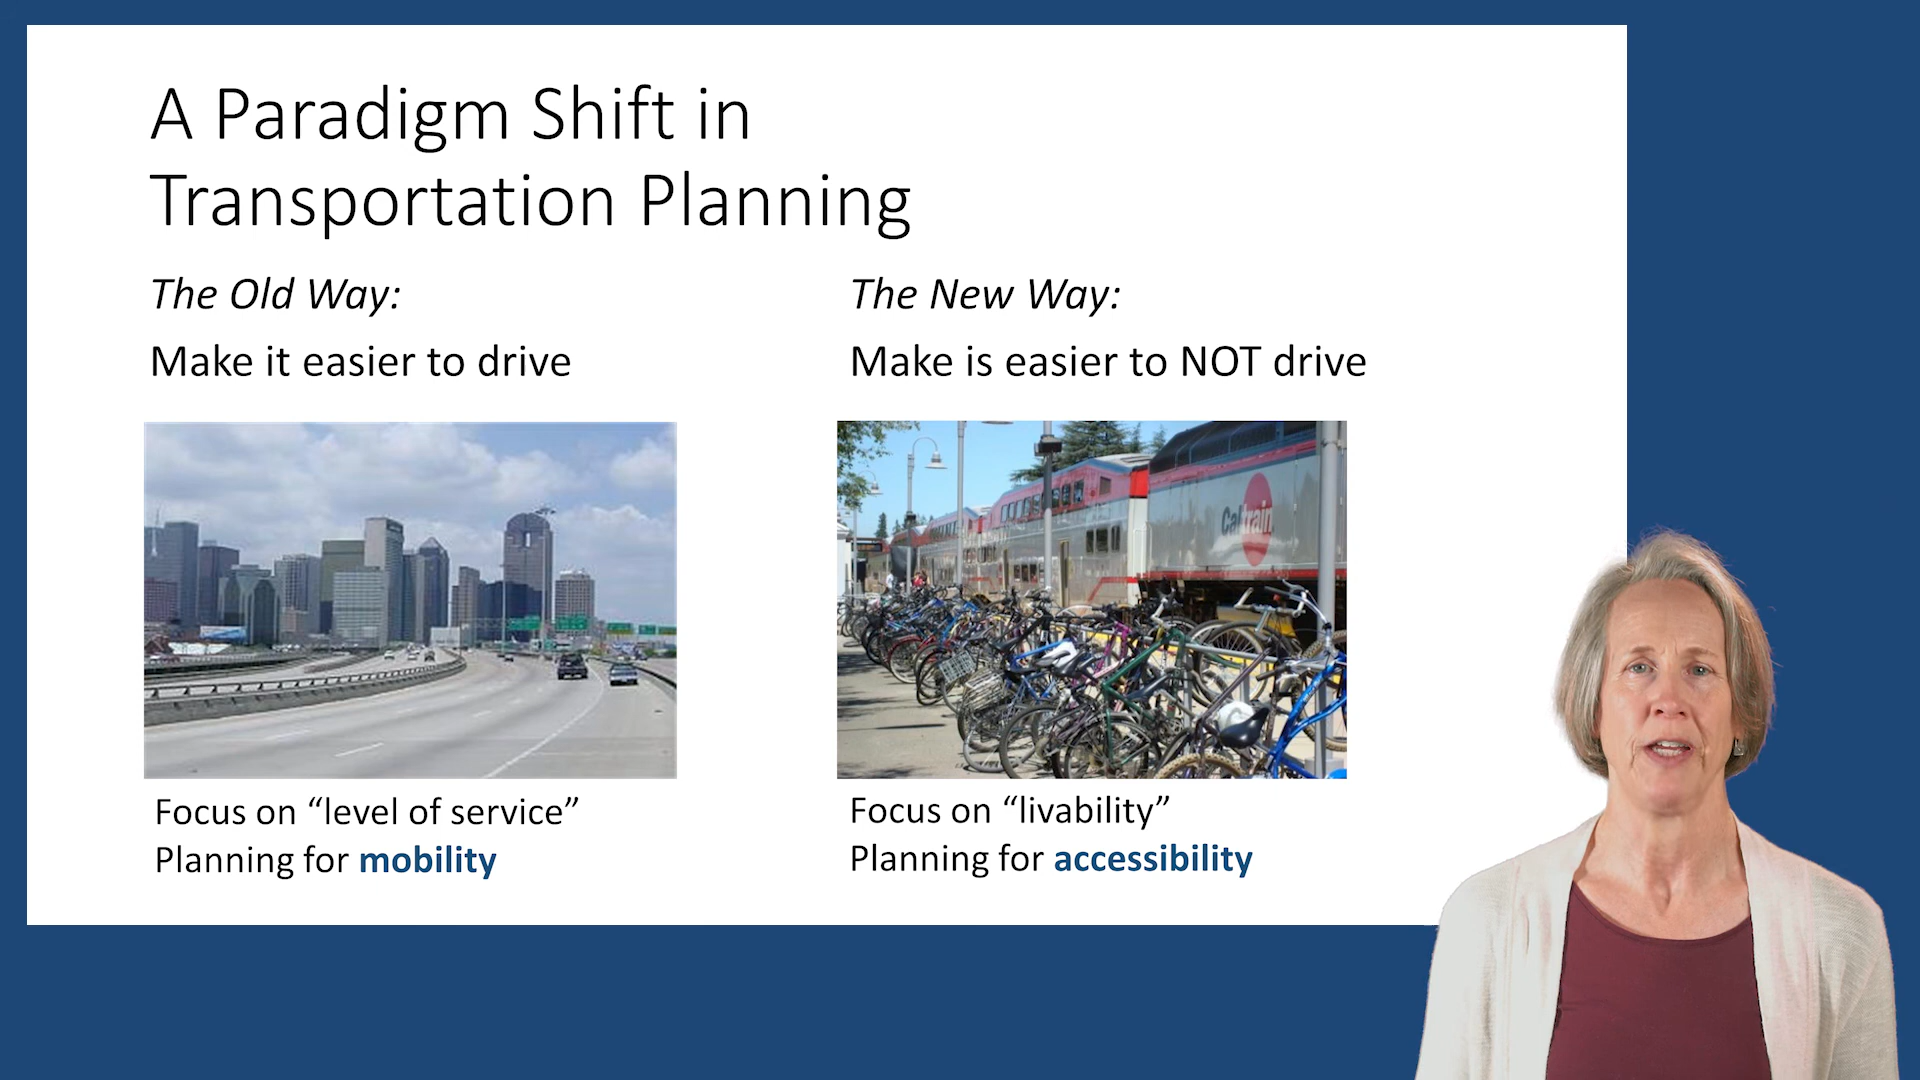 A Paradigm Shift in
Transportation Planning
The Old Way:
Make it easier to drive
Focus on “level of service”
Planning for mobility
The New Way:
Make is easier to NOT drive
Caltrain
Focus on “livability”
Planning for accessibility